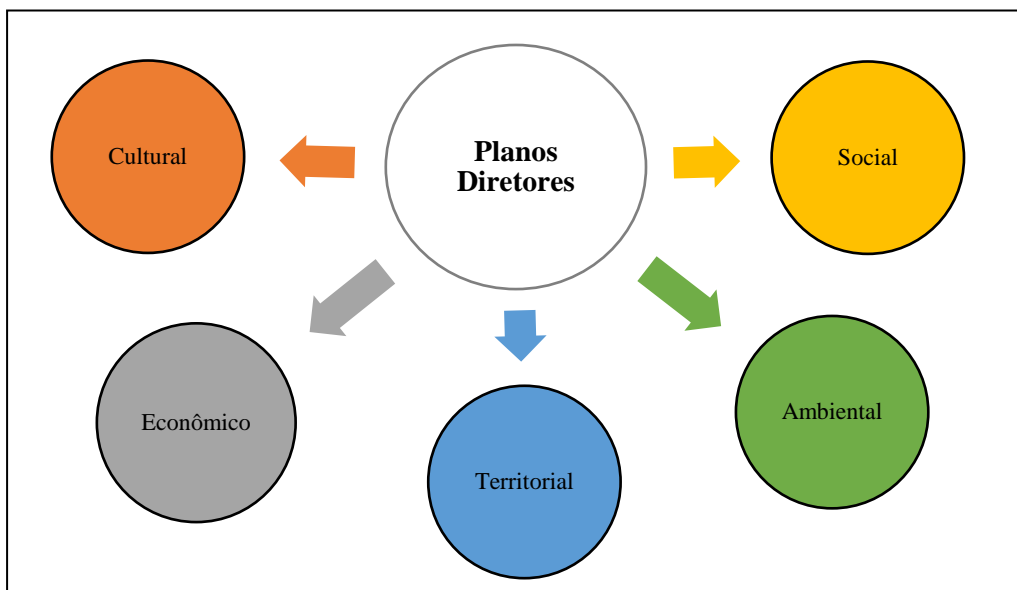 Planos
Diretores
Cultural
Social
Econômico
Ambiental
Territorial